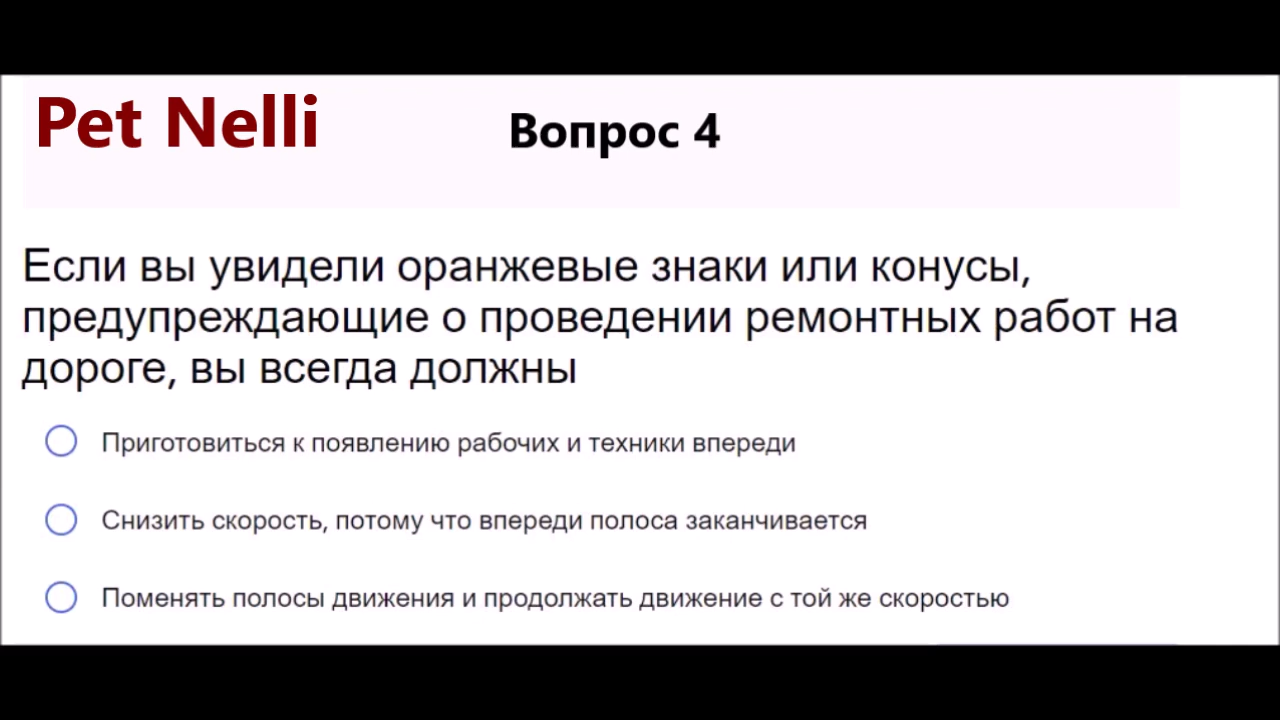 Pet Nelli
Вопрос 4
Если вы увидели оранжевые знаки или конусы,
предупреждающие о проведении ремонтных работ на
дороге, вы всегда должны
Приготовиться к появлению рабочих и техники впереди
Снизить скорость, потому что впереди полоса заканчивается
Поменять полосы движения и продолжать движение с той же скоростью